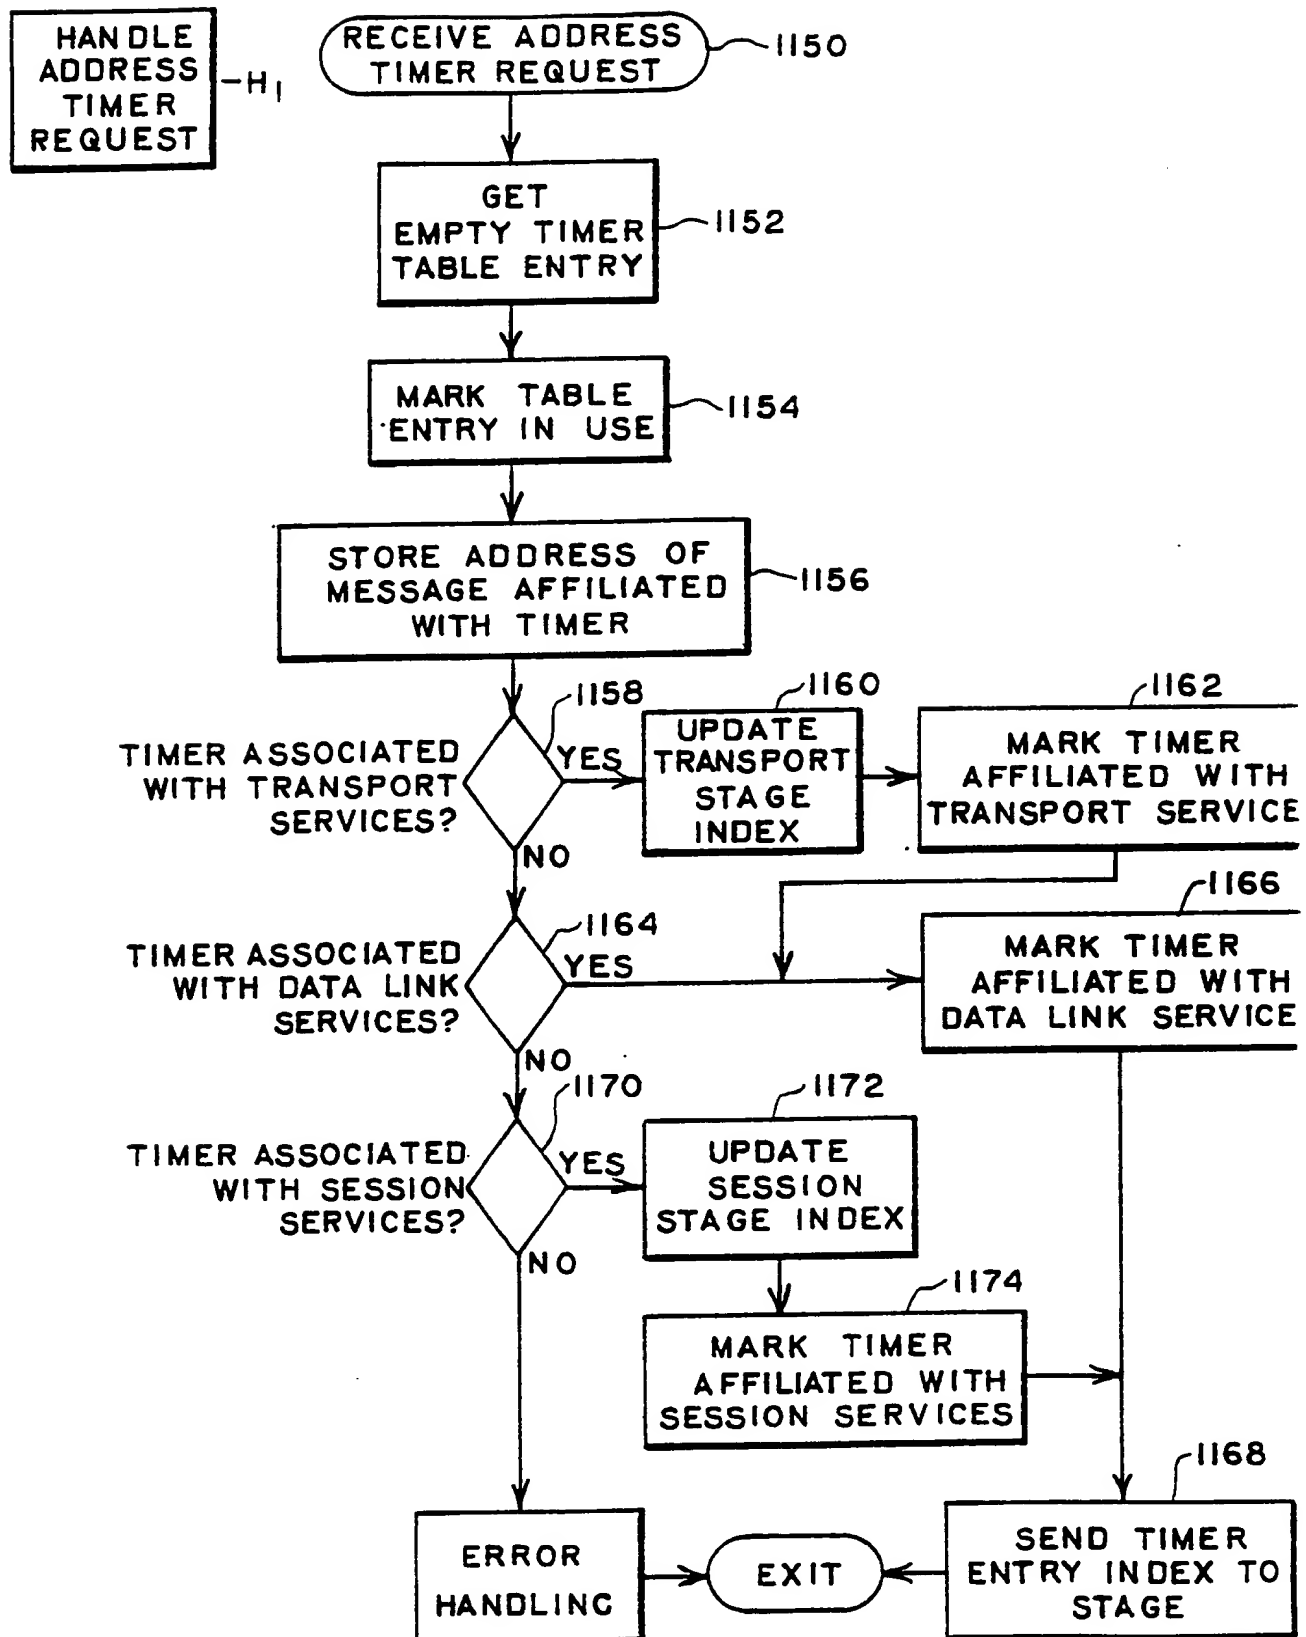 HANDLE
ADDRESS
TIMER
REQUEST
H1
RECEIVE ADDRESS
TIMER REQUEST
1150
GET
EMPTY TIMER
TABLE ENTRY
1152
MARK TABLE
ENTRY IN USE
1154
STORE ADDRESS OF
MESSAGE AFFILIATED
WITH TIMER
1156
TIMER ASSOCIATED
WITH TRANSPORT
SERVICES?
1158
YES
NO
1160
UPDATE
TRANSPORT
STAGE
INDEX
1162
MARK TIMER
AFFILIATED WITH
TRANSPORT SERVICE
TIMER ASSOCIATED
WITH DATA LINK
SERVICES?
1164
YES
NO
1166
MARK TIMER
AFFILIATED WITH
DATA LINK SERVICE
TIMER ASSOCIATED
WITH SESSION
SERVICES?
1170
YES
NO
1172
UPDATE
SESSION
STAGE INDEX
1174
MARK TIMER
AFFILIATED WITH
SESSION SERVICES
ERROR
HANDLING
EXIT
1168
SEND TIMER
ENTRY INDEX TO
STAGE